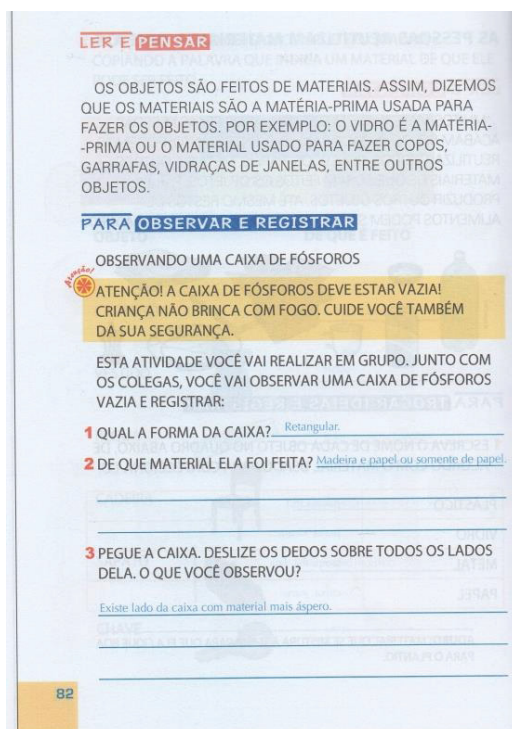 LER E PENSAR
OS OBJETOS SÃO FEITOS DE MATERIAIS. ASSIM, DIZEMOS
QUE OS MATERIAIS SÃO A MATÉRIA-PRIMA USADA PARA
FAZER OS OBJETOS. POR EXEMPLO: O VIDRO É A MATÉRIA-
-PRIMA OU O MATERIAL USADO PARA FAZER COPOS,
GARRAFAS, VIDRAÇAS DE JANELAS, ENTRE OUTROS
OBJETOS.
PARA OBSERVAR E REGISTRAR
OBSERVANDO UMA CAIXA DE FÓSFOROS
Atenção!
ATENÇÃO! A CAIXA DE FÓSFOROS DEVE ESTAR VAZIA!
CRIANÇA NÃO BRINCA COM FOGO. CUIDE VOCÊ TAMBÉM
DA SUA SEGURANÇA.
ESTA ATIVIDADE VOCÊ VAI REALIZAR EM GRUPO. JUNTO COM
OS COLEGAS, VOCÊ VAI OBSERVAR UMA CAIXA DE FÓSFOROS
VAZIA E REGISTRAR:
1 QUAL A FORMA DA CAIXA? Retangular.
2 DE QUE MATERIAL ELA FOI FEITA? Madeira e papel ou somente de papel.
3 PEGUE A CAIXA. DESLIZE OS DEDOS SOBRE TODOS OS LADOS
DELA. O QUE VOCÊ OBSERVOU?
Existe lado da caixa com material mais áspero.
82